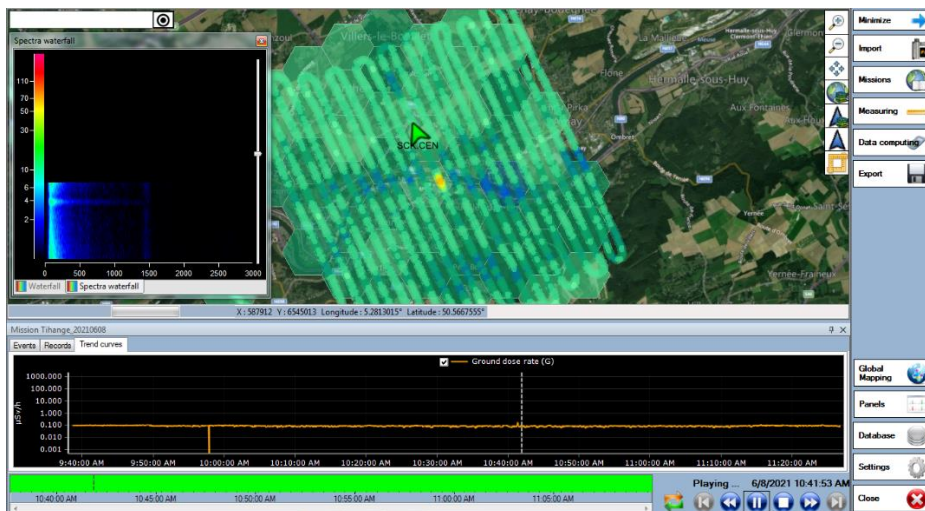 Spectra waterfall
110
70
50
30
10
6
4
2
0 500 1000 1500 2000 2500 3000
Waterfall Spectra waterfall
Villers-le-Bouillet
Flone
La Mallieue
Hermalle-sous-Huy
Aux Fontaines
Ombret
Yernée
Yernée-Fraineux
SCK.CEN
X : 587912 Y : 6545013 Longitude : 5.2813015° Latitude : 50.5667555°
Mission Tihange_20210608
Events Records Trend curves
Ground dose rate (G)
µSv/h
1000.000
100.000
10.000
1.000
0.100
0.010
0.001
9:40:00 AM 9:50:00 AM 10:00:00 AM 10:10:00 AM 10:20:00 AM 10:30:00 AM 10:40:00 AM 10:50:00 AM 11:00:00 AM 11:10:00 AM 11:20:00 AM
10:40:00 AM 10:45:00 AM 10:50:00 AM 10:55:00 AM 11:00:00 AM 11:05:00 AM
Playing ... 6/8/2021 10:41:53 AM
Minimize
Import
Missions
Measuring
Data computing
Export
Global
Mapping
Panels
Database
Settings
Close